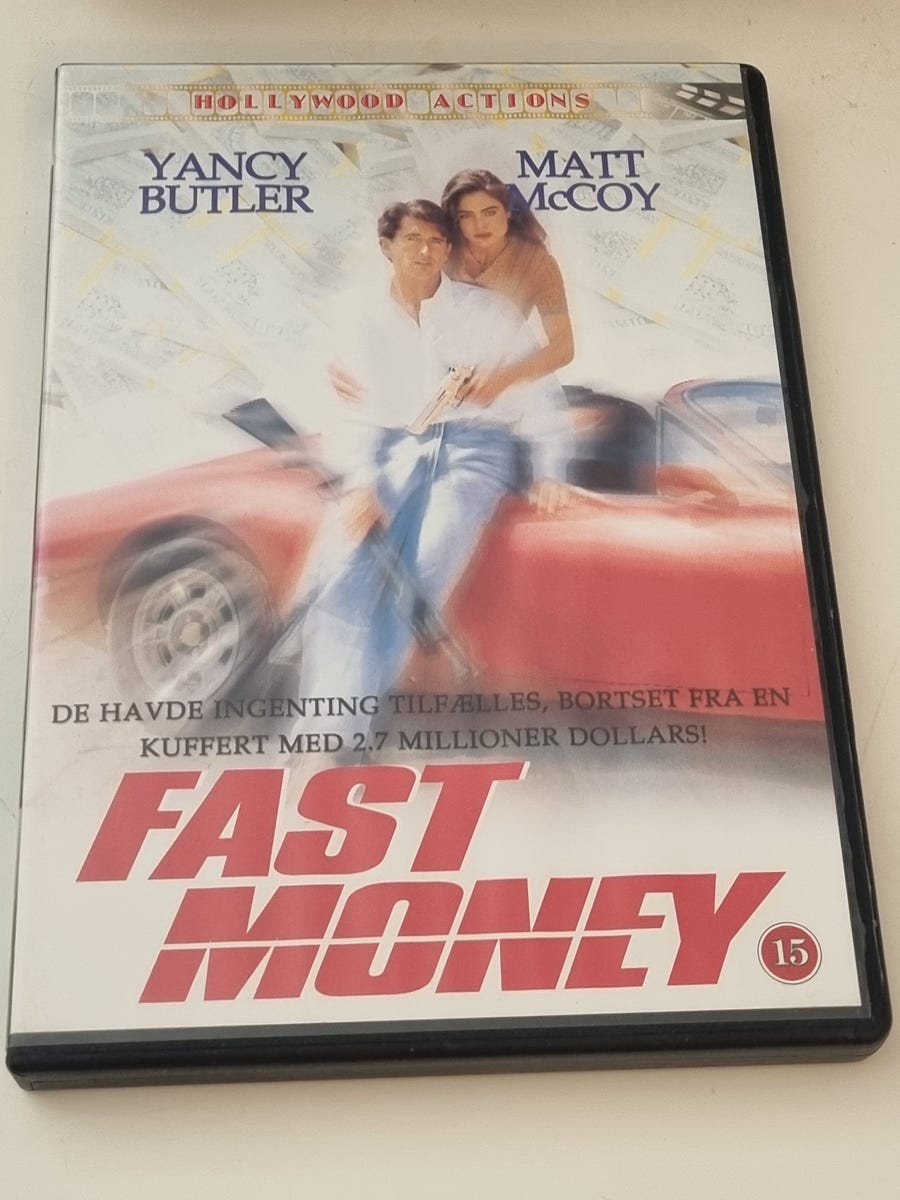 HOLLYWOOD ACTIONS
YANCY
BUTLER
MATT
McCOY
DE HAVDE INGENTING TILFÆLLES, BORTSET FRA EN
KUFFERT MED 2.7 MILLIONER DOLLARS!
FAST
MONEY
15